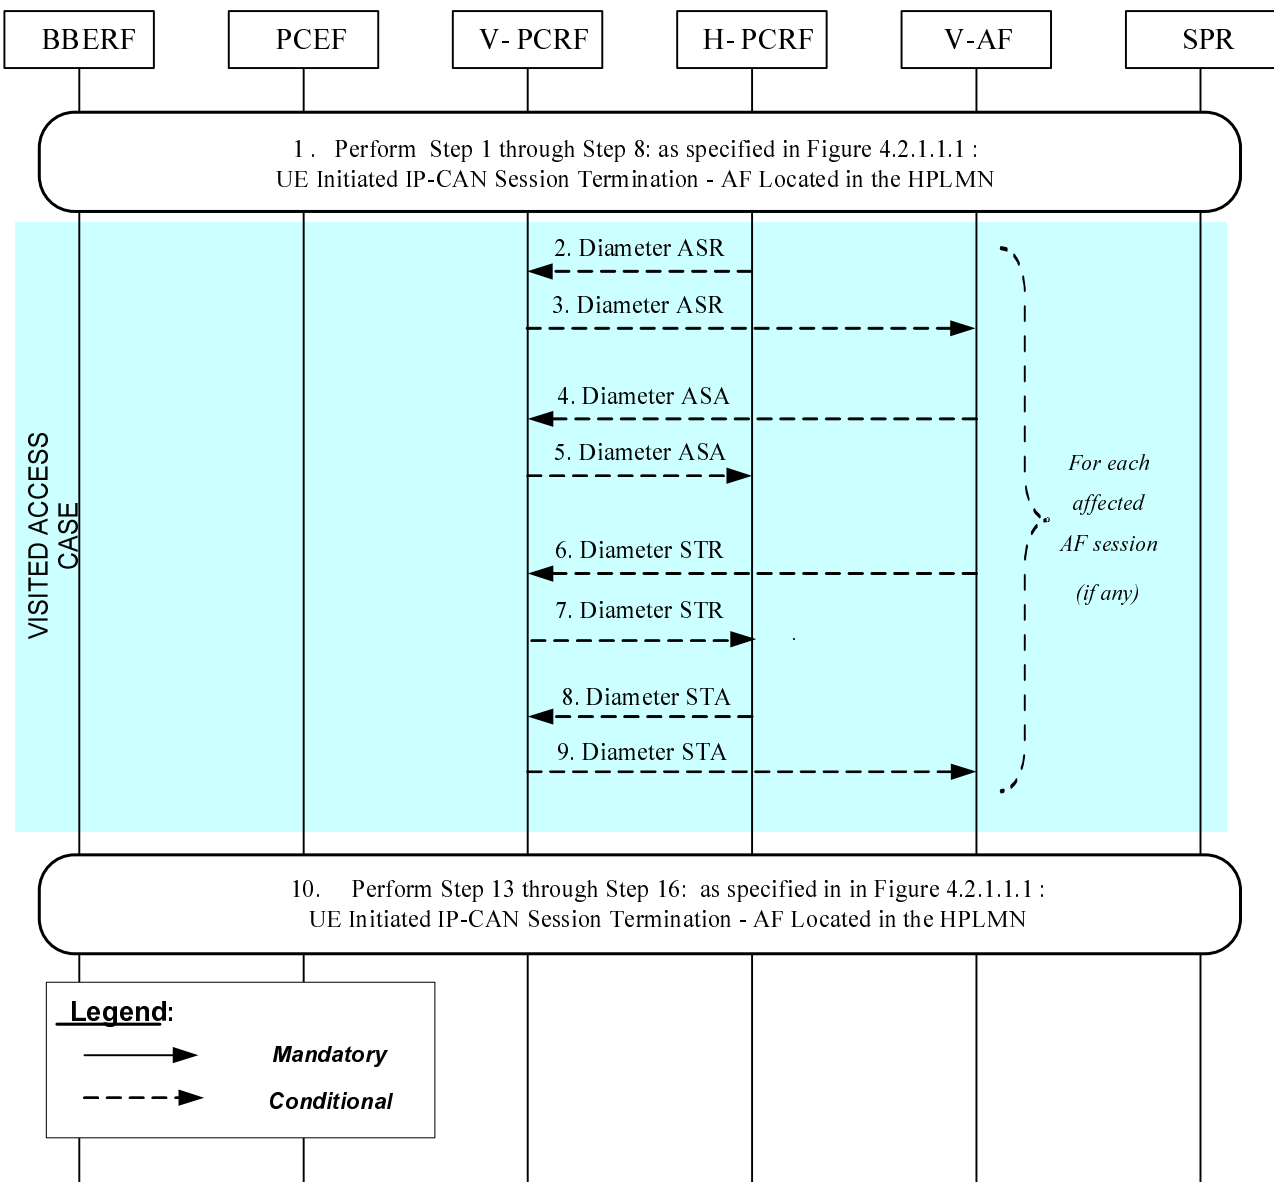 BBERF
PCEF
V- PCRF
H- PCRF
V-AF
SPR
1 . Perform Step 1 through Step 8: as specified in Figure 4.2.1.1.1 :
UE Initiated IP-CAN Session Termination - AF Located in the HPLMN
2. Diameter ASR
3. Diameter ASR
4. Diameter ASA
5. Diameter ASA
6. Diameter STR
7. Diameter STR
8. Diameter STA
9. Diameter STA
VISITED ACCESS
CASE
For each
affected
AF session
(if any)
10. Perform Step 13 through Step 16: as specified in in Figure 4.2.1.1.1 :
UE Initiated IP-CAN Session Termination - AF Located in the HPLMN
Legend:
Mandatory
Conditional